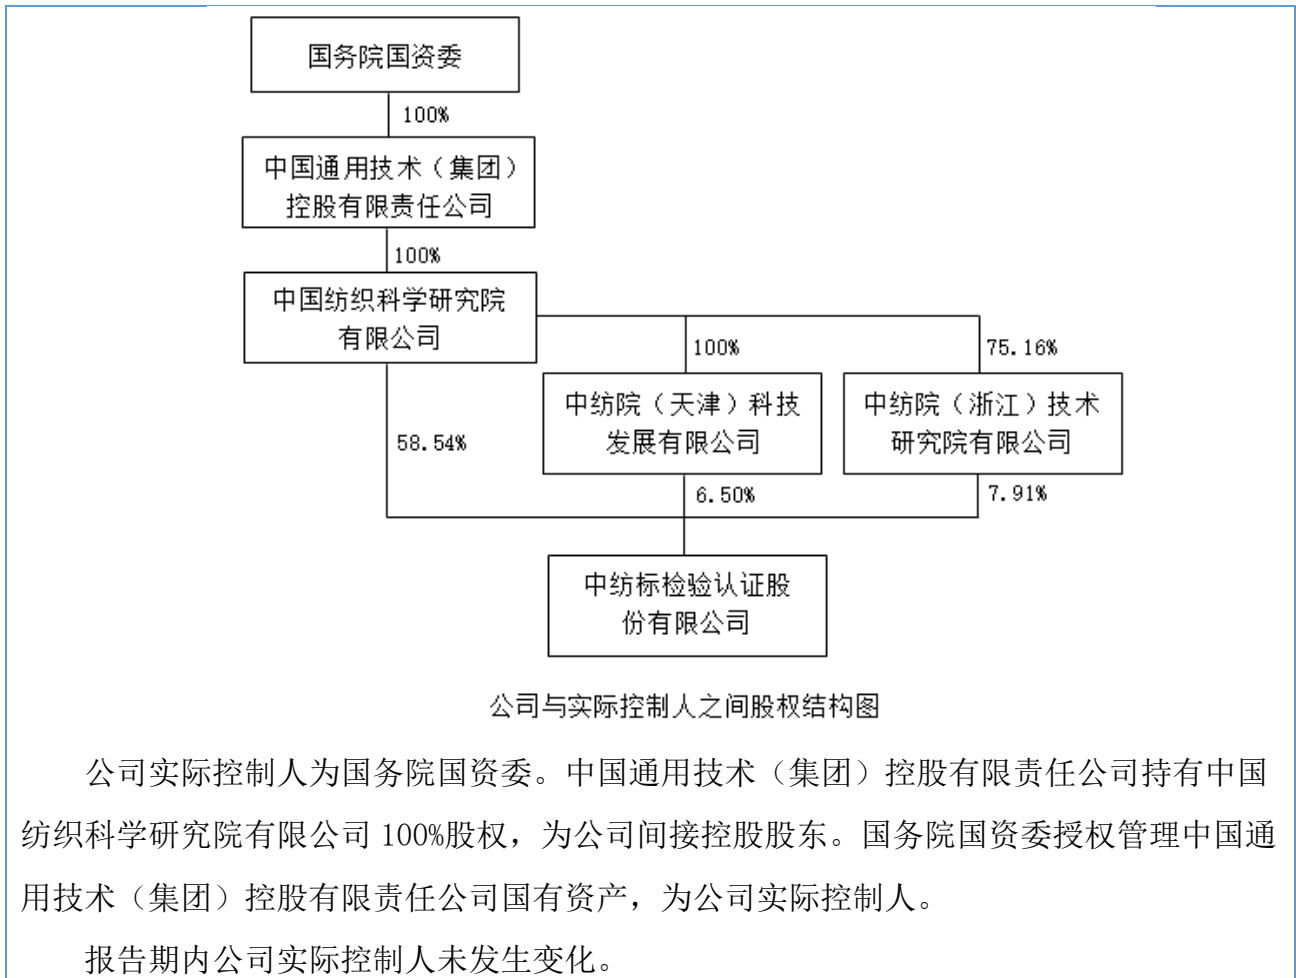 国务院国资委
100%
中国通用技术（集团）
控股有限责任公司
100%
中国纺织科学研究院
有限公司
100%
75.16%
中纺院（天津）科技
发展有限公司
中纺院（浙江）技术
研究院有限公司
58.54%
6.50%
7.91%
中纺标检验认证股
份有限公司
公司与实际控制人之间股权结构图
公司实际控制人为国务院国资委。中国通用技术（集团）控股有限责任公司持有中国
纺织科学研究院有限公司 100%股权，为公司间接控股股东。国务院国资委授权管理中国通
用技术（集团）控股有限责任公司国有资产，为公司实际控制人。
报告期内公司实际控制人未发生变化。